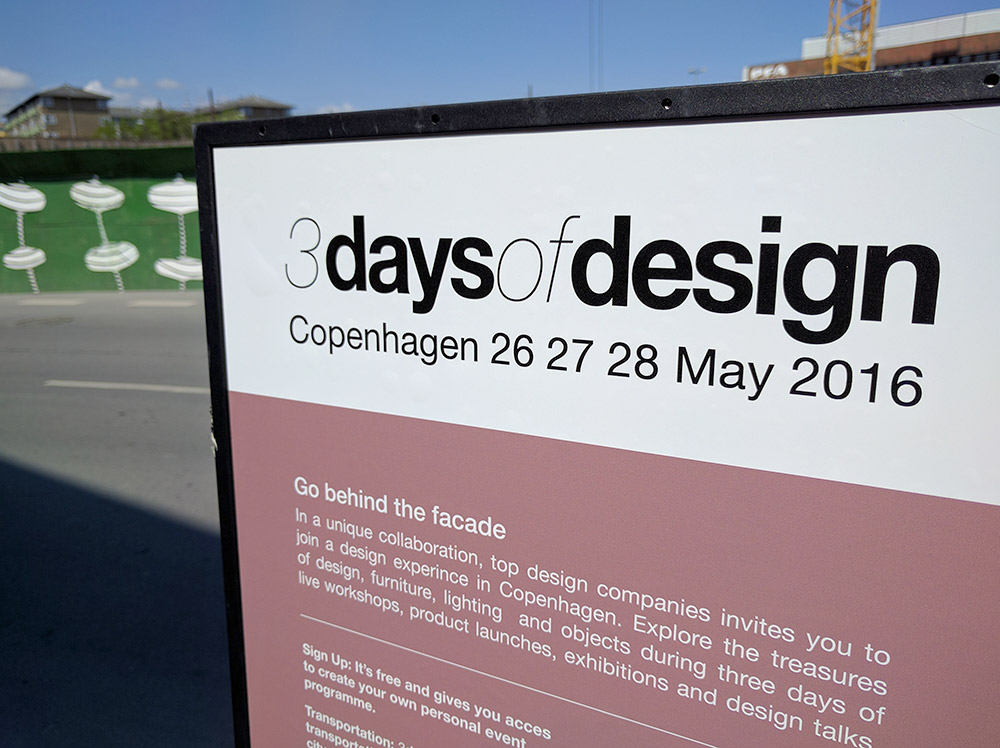 3daysofdesign
Copenhagen 26 27 28 May 2016
Go behind the facade
In a unique collaboration, top design companies invites you to
join a design experince in Copenhagen. Explore the treasures
of design, furniture, lighting and objects during three days of
live workshops, product launches, exhibitions and design talks
Sign Up: It's free and gives you acces
to create your own personal event
programme.
Transportation: